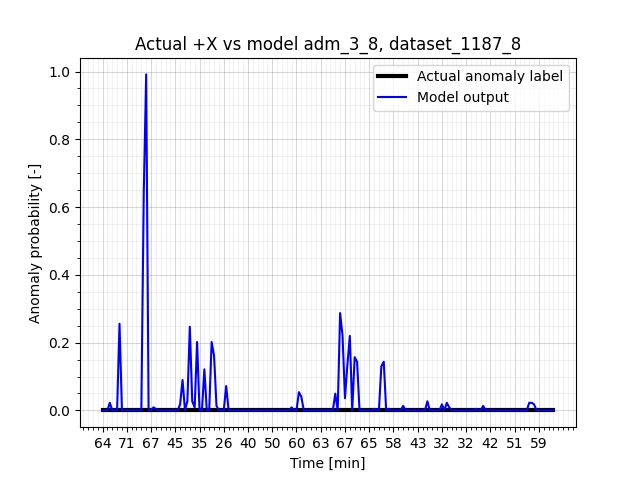 Actual +X vs model adm_3_8, dataset_1187_8
Actual anomaly label
Model output
Anomaly probability [-]
1.0
0.8
0.6
0.4
0.2
0.0
64 71 67 45 35 26 40 50 60 63 67 65 58 43 32 32 42 51 59
Time [min]